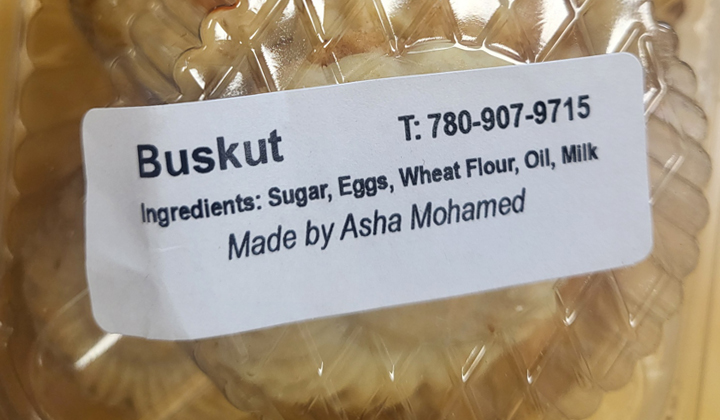 Buskut T: 780-907-9715
Ingredients: Sugar, Eggs, Wheat Flour, Oil, Milk
Made by Asha Mohamed